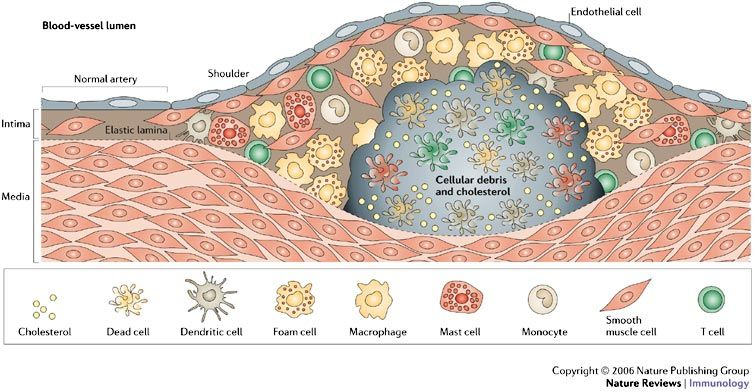 Blood-vessel lumen
Endothelial cell
Normal artery
Shoulder
Intima
Elastic lamina
Media
Cellular debris
and cholesterol
Cholesterol
Dead cell
Dendritic cell
Foam cell
Macrophage
Mast cell
Monocyte
Smooth
muscle cell
T cell
Copyright © 2006 Nature Publishing Group
Nature Reviews | Immunology